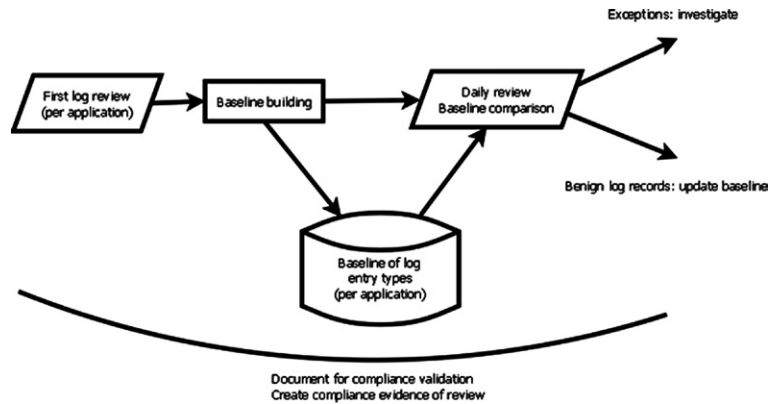 Exceptions: investigate
First log review
(per application)
Baseline building
Daily review
Baseline comparison
Benign log records: update baseline
Baseline of log
entry types
(per application)
Document for compliance validation
Create compliance evidence of review